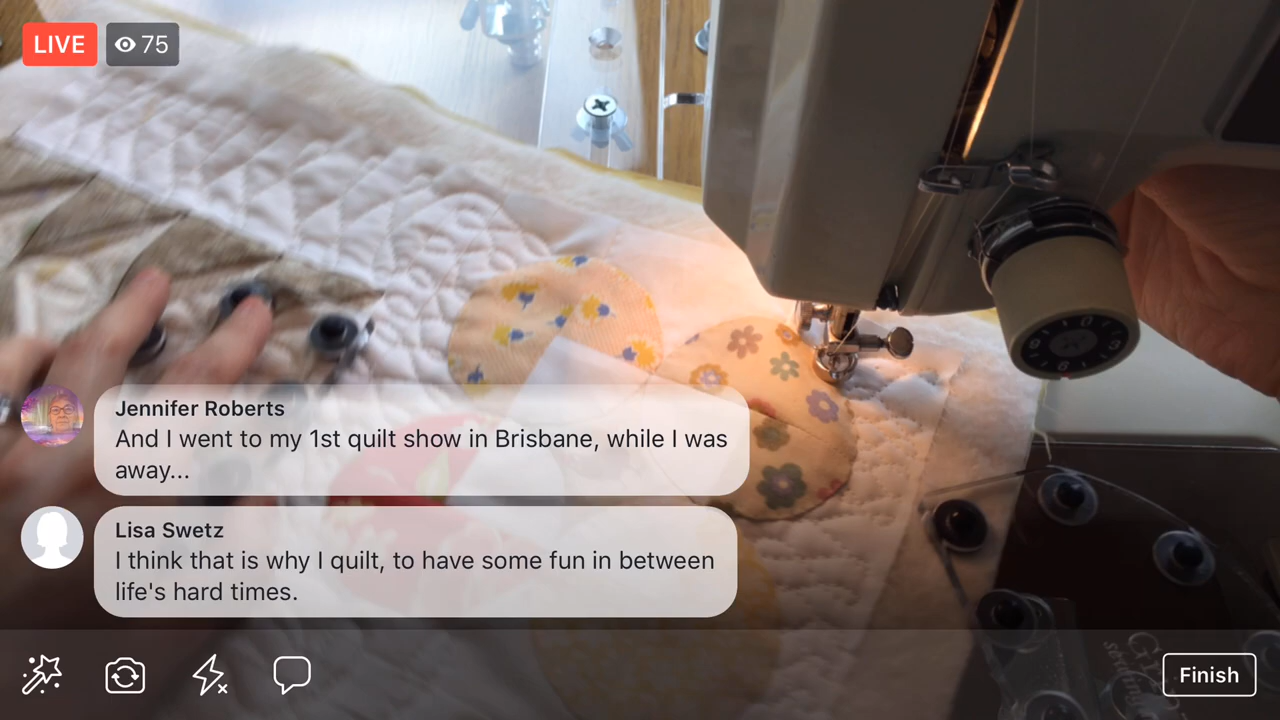 LIVE 75
Jennifer Roberts
And I went to my 1st quilt show in Brisbane, while I was
away...
Lisa Swetz
I think that is why I quilt, to have some fun in between
life's hard times.
Finish